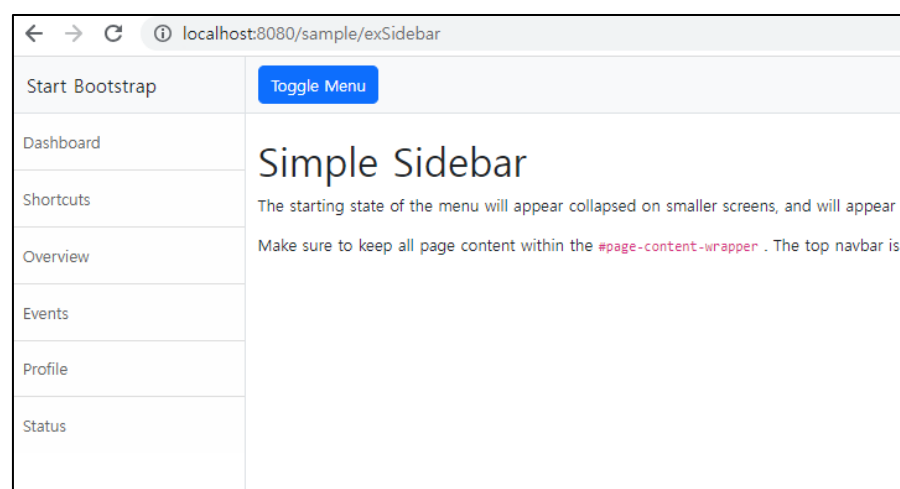 localhost:8080/sample/exSidebar
Start Bootstrap
Toggle Menu
Dashboard
Shortcuts
Overview
Events
Profile
Status
Simple Sidebar
The starting state of the menu will appear collapsed on smaller screens, and will appear
Make sure to keep all page content within the #page-content-wrapper . The top navbar is